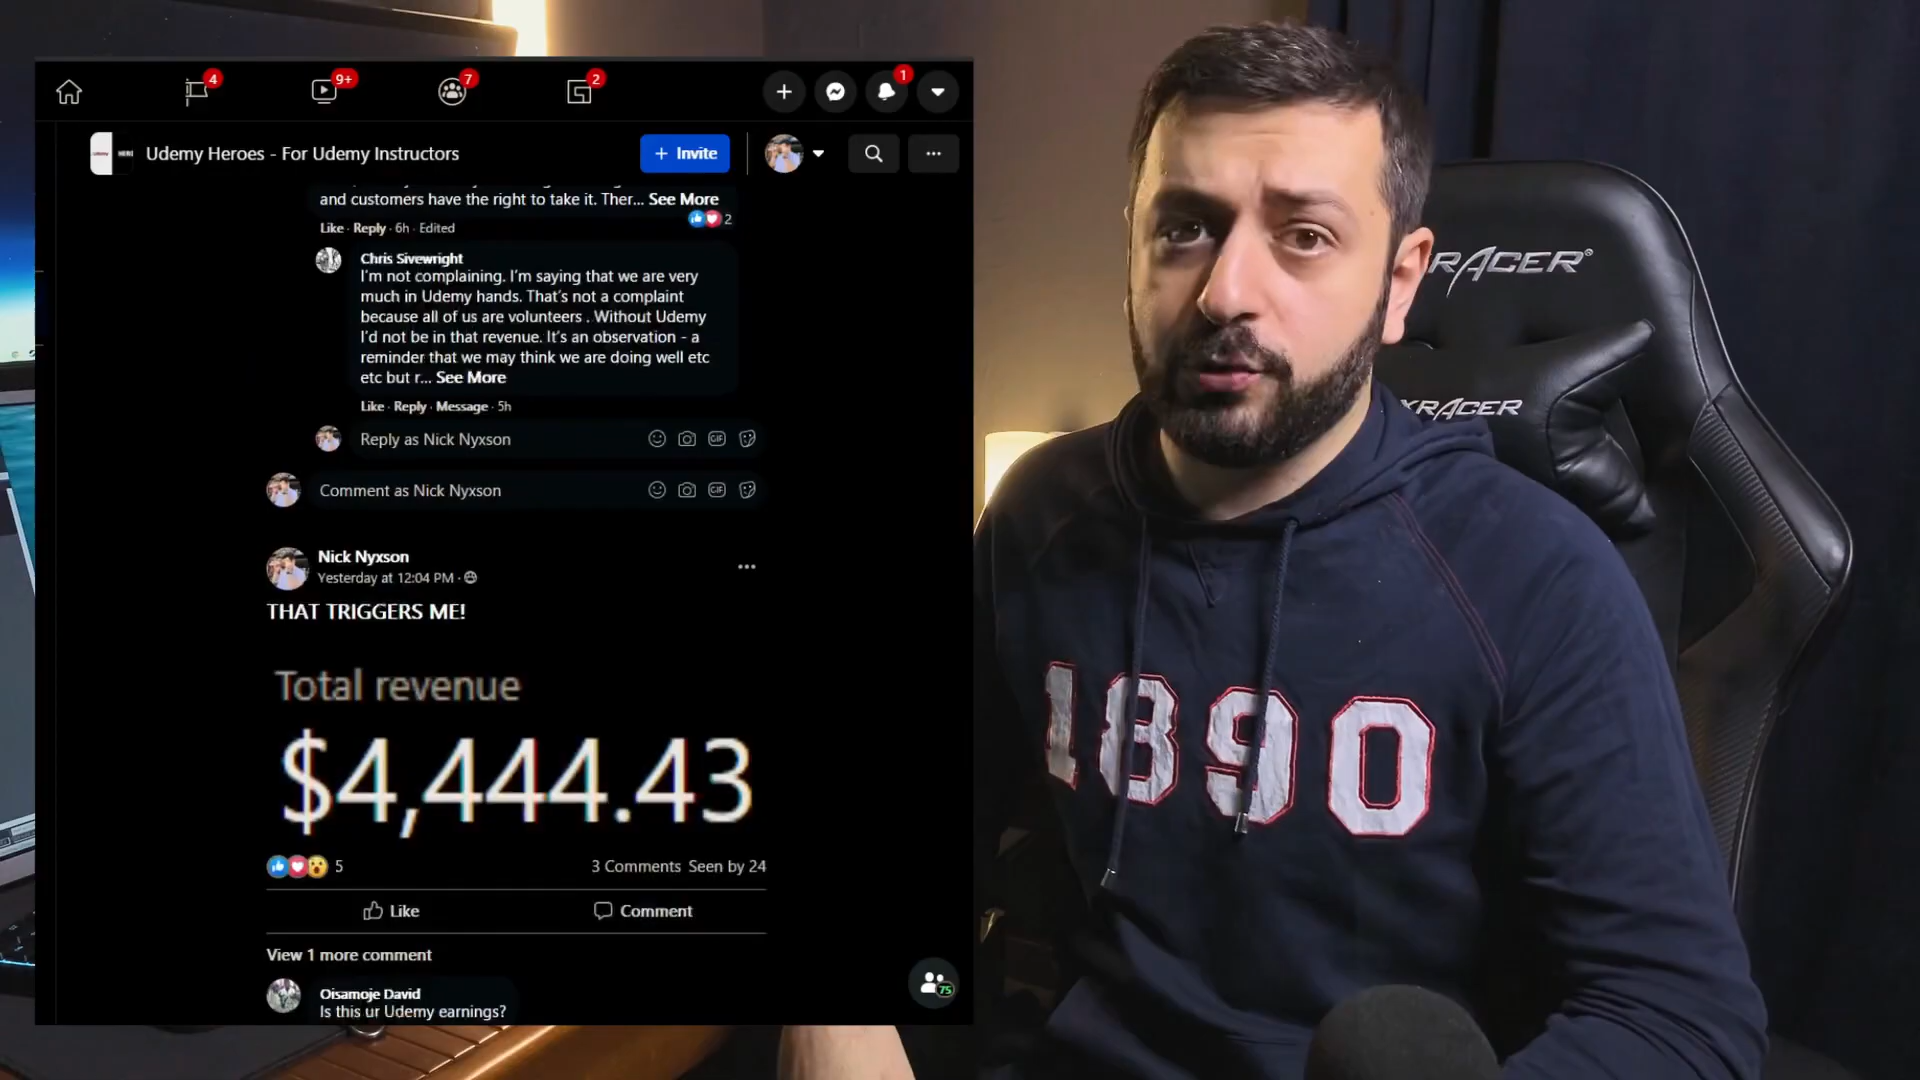 4
9+
7
2
1
Udemy Heroes - For Udemy Instructors
+ Invite
and customers have the right to take it. Ther... See More
2
Like · Reply · 6h · Edited
Chris Sivewright
I'm not complaining. I'm saying that we are very
much in Udemy hands. That's not a complaint
because all of us are volunteers . Without Udemy
I'd not be in that revenue. It's an observation - a
reminder that we may think we are doing well etc
etc but r... See More
Like · Reply · Message · 5h
Reply as Nick Nyxson
GIF
Comment as Nick Nyxson
GIF
Nick Nyxson
Yesterday at 12:04 PM ·
THAT TRIGGERS ME!
Total revenue
$4,444.43
5
3 Comments Seen by 24
Like
Comment
View 1 more comment
75
Oisamoje David
Is this ur Udemy earnings?
RACER®
XRACER
1890